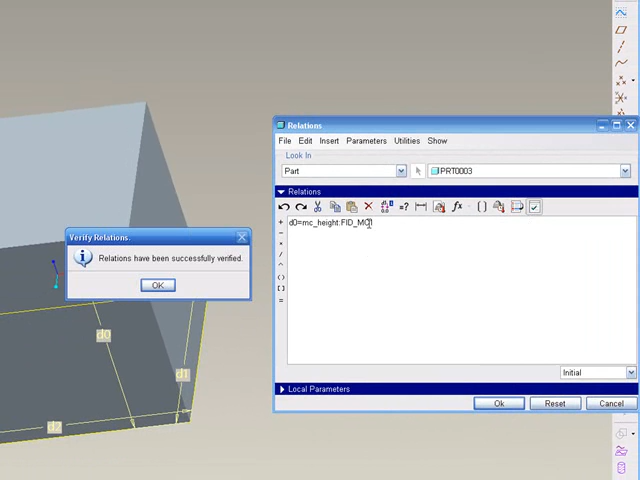 Relations
File Edit Insert Parameters Utilities Show
Look In
Part
PRT0003
Relations
=?
d0=mc_height:FID_MC1
Verify Relations.
Relations have been successfully verified.
OK
d0
d1
d2
Initial
Local Parameters
Ok Reset Cancel